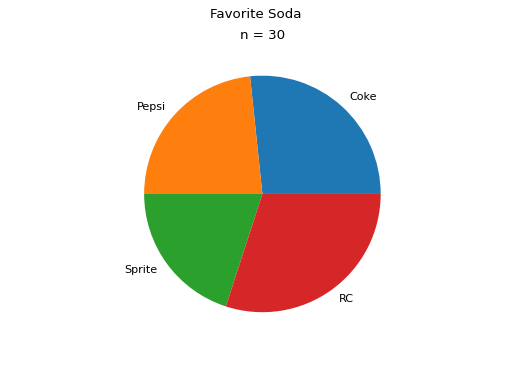 Favorite Soda
n = 30
Coke
Pepsi
Sprite
RC